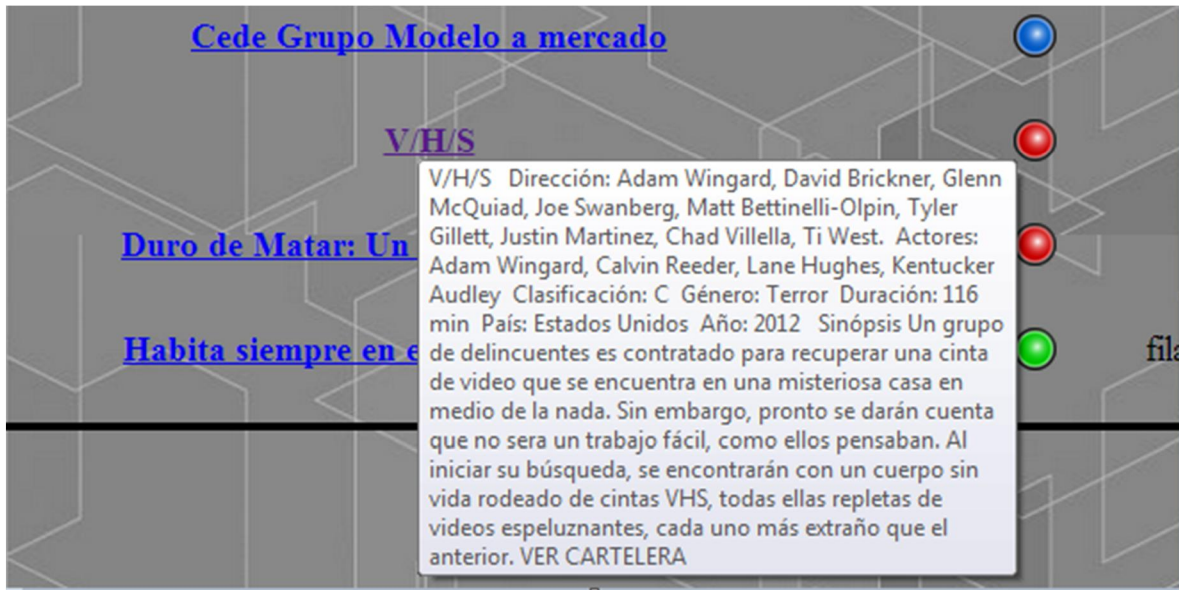 Cede Grupo Modelo a mercado
V/H/S
V/H/S Dirección: Adam Wingard, David Brickner, Glenn
McQuiad, Joe Swanberg, Matt Bettinelli-Olpin, Tyler
Gillett, Justin Martinez, Chad Villella, Ti West. Actores:
Adam Wingard, Calvin Reeder, Lane Hughes, Kentucker
Audley Clasificación: C Género: Terror Duración: 116
min País: Estados Unidos Año: 2012 Sinópsis Un grupo
de delincuentes es contratado para recuperar una cinta
de video que se encuentra en una misteriosa casa en
medio de la nada. Sin embargo, pronto se darán cuenta
que no sera un trabajo fácil, como ellos pensaban. Al
iniciar su búsqueda, se encontrarán con un cuerpo sin
vida rodeado de cintas VHS, todas ellas repletas de
videos espeluznantes, cada uno más extraño que el
anterior. VER CARTELERA
Duro de Matar: Un
Habita siempre en